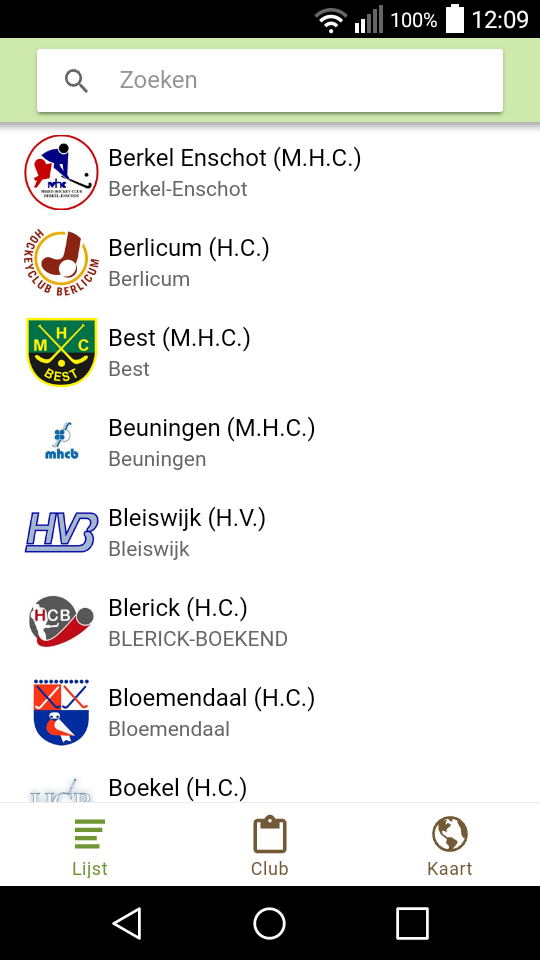 100% 12:09
Zoeken
Berkel Enschot (M.H.C.)
Berkel-Enschot
MIXED HOCKEY CLUB
BERKEL-ENSCHOT
Berlicum (H.C.)
Berlicum
HOCKEYCLUB BERLICUM
Best (M.H.C.)
Best
M H C
BEST
Beuningen (M.H.C.)
Beuningen
mhcb
Bleiswijk (H.V.)
Bleiswijk
HVB
Blerick (H.C.)
BLERICK-BOEKEND
HCB
Bloemendaal (H.C.)
Bloemendaal
Boekel (H.C.)
HCB
Lijst Club Kaart